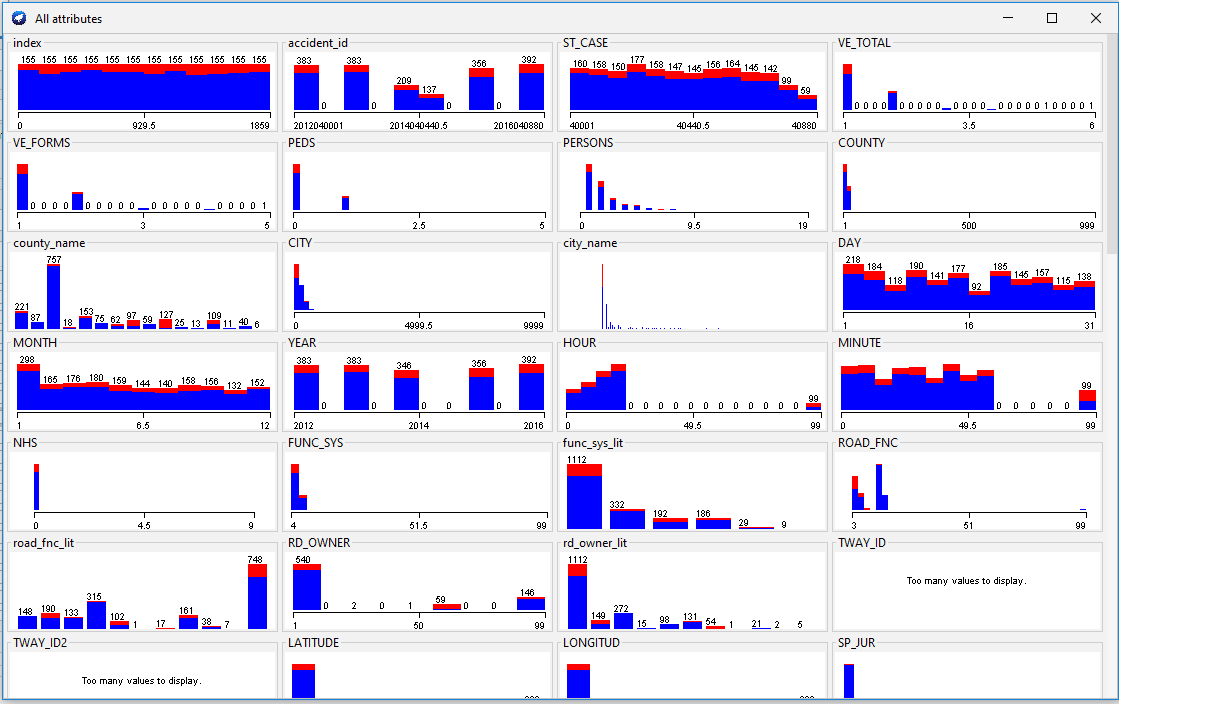 All attributes
index accident_id ST_CASE VE_TOTAL
155 155 155 155 155 155 155 155 155 155 155 155
0 929.5 1859
383 0 383 0 209 137 0 356 0 392
2012040001 2014040440.5 2016040880
160 158 150 177 158 147 145 156 164 145 142 99 59
40001 40440.5 40880
0 0 0 0 0 0 0 0 0 0 0 0 0 1 0 0 0 1
1 3.5 6
VE_FORMS PEDS PERSONS COUNTY
0 0 0 0 0 0 0 0 0 0 0 0 0 0 1
1 3 5
0 2.5 5
0 9.5 19
1 500 999
county_name CITY city_name DAY
221 87 757 18 153 75 62 97 59 127 25 13 109 11 40 6
0 4999.5 9999
218 184 118 190 141 177 92 185 145 157 115 138
1 16 31
MONTH YEAR HOUR MINUTE
298 165 176 180 159 144 140 158 156 132 152
1 6.5 12
383 0 383 0 346 0 0 356 0 392
2012 2014 2016
0 0 0 0 0 0 0 0 0 0 0 0 99
0 49.5 99
0 0 0 0 0 99
0 49.5 99
NHS FUNC_SYS func_sys_lit ROAD_FNC
0 4.5 9
4 51.5 99
1112 332 192 186 29 9
3 51 99
road_fnc_lit RD_OWNER rd_owner_lit TWAY_ID
148 190 133 315 102 1 17 161 38 7 748
540 0 2 0 1 59 0 0 146
1 50 99
1112 149 272 15 98 131 54 1 21 2 5
Too many values to display.
TWAY_ID2 LATITUDE LONGITUD SP_JUR
Too many values to display.